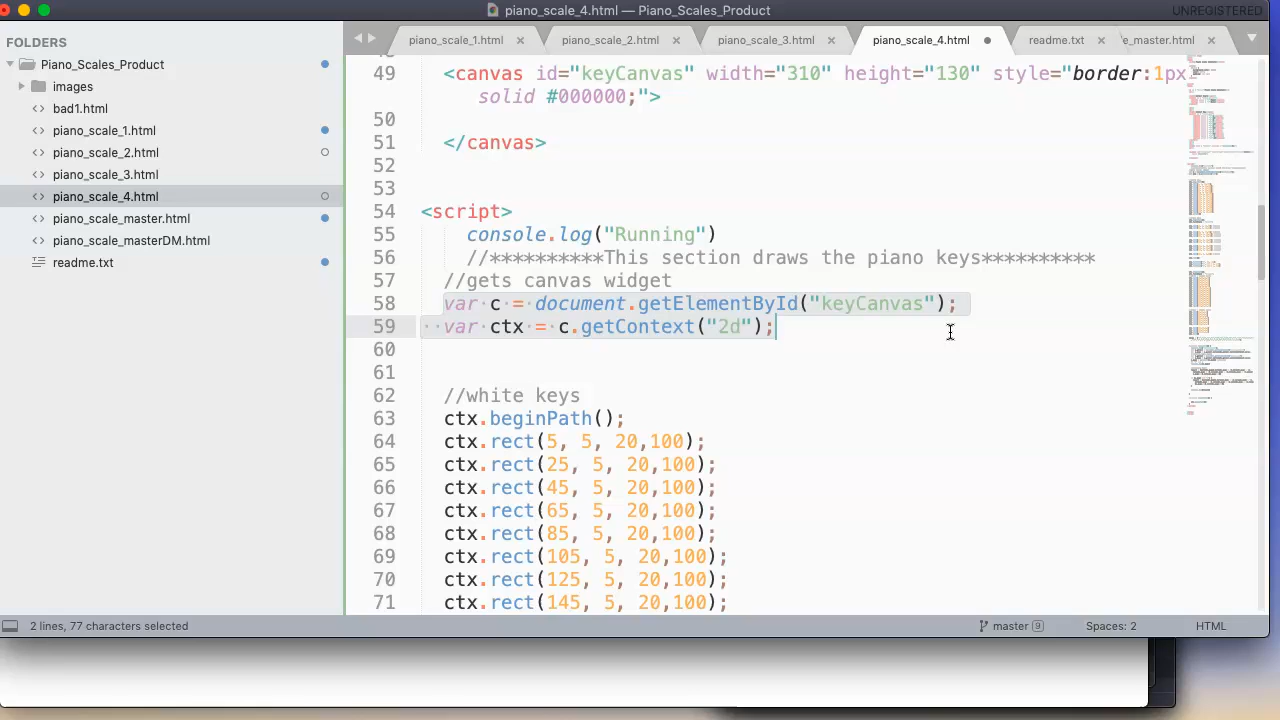 piano_scale_4.html — Piano_Scales_Product
UNREGISTERED
FOLDERS
Piano_Scales_Product
images
bad1.html
piano_scale_1.html
piano_scale_2.html
piano_scale_3.html
piano_scale_4.html
piano_scale_master.html
piano_scale_masterDM.html
readme.txt
piano_scale_1.html
piano_scale_2.html
piano_scale_3.html
piano_scale_4.html
readme.txt
e_master.html
49 <canvas id="keyCanvas" width="310" height="130" style="border:1px
solid #000000;">
50
51 </canvas>
52
53
54 <script>
55 console.log("Running")
56 //**********This section draws the piano keys**********
57 //gets canvas widget
58 var c = document.getElementById("keyCanvas");
59 var ctx = c.getContext("2d");
60
61
62 //white keys
63 ctx.beginPath();
64 ctx.rect(5, 5, 20,100);
65 ctx.rect(25, 5, 20,100);
66 ctx.rect(45, 5, 20,100);
67 ctx.rect(65, 5, 20,100);
68 ctx.rect(85, 5, 20,100);
69 ctx.rect(105, 5, 20,100);
70 ctx.rect(125, 5, 20,100);
71 ctx.rect(145, 5, 20,100);
2 lines, 77 characters selected
master 9
Spaces: 2
HTML